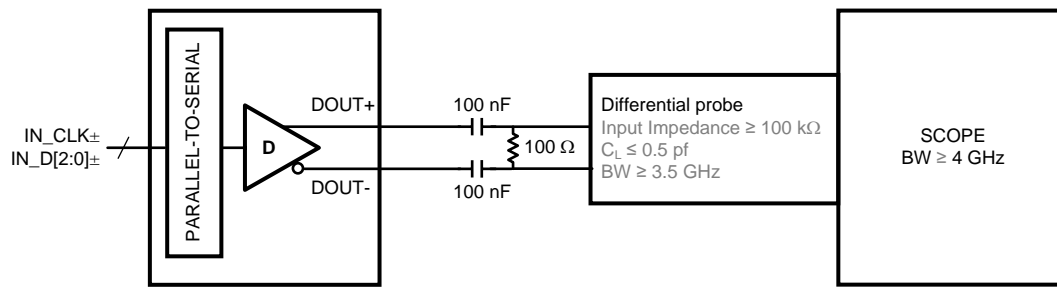 IN_CLK±
IN_D[2:0]±
PARALLEL-TO-SERIAL
D
DOUT+
DOUT-
100 nF
100 nF
100 Ω
Differential probe
Input Impedance ≥ 100 kΩ
CL ≤ 0.5 pf
BW ≥ 3.5 GHz
SCOPE
BW ≥ 4 GHz